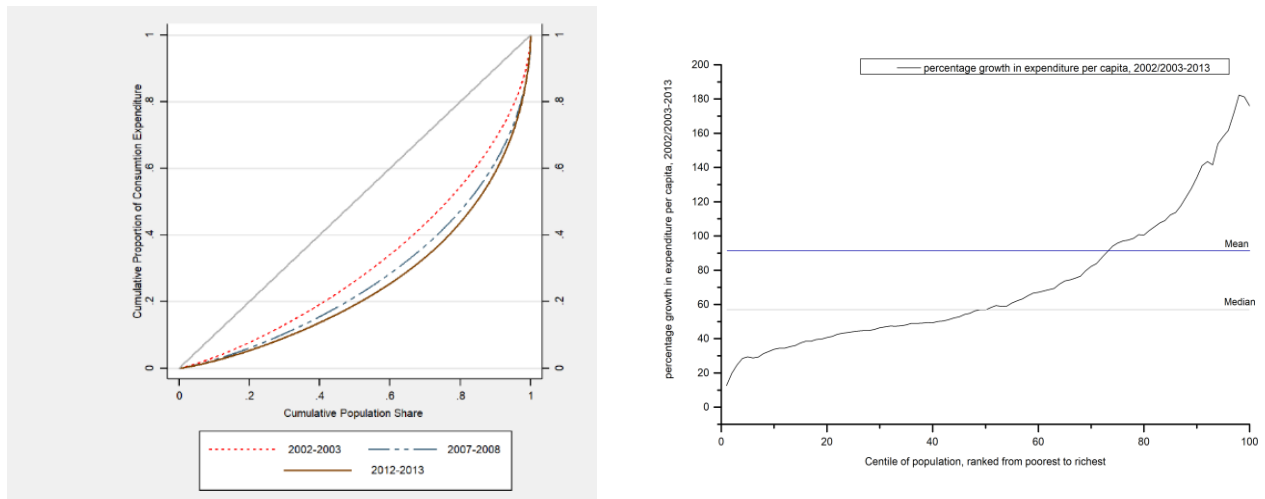 Cumulative Proportion of Consumtion Expenditure
1
.8
.6
.4
.2
0
1
.8
.6
.4
.2
0
0 .2 .4 .6 .8 1
Cumulative Population Share
2002-2003 2007-2008
2012-2013
percentage growth in expenditure per capita, 2002/2003-2013
percentage growth in expenditure per capita, 2002/2003-2013
200
180
160
140
120
100
80
60
40
20
0
Mean
Median
0 20 40 60 80 100
Centile of population, ranked from poorest to richest